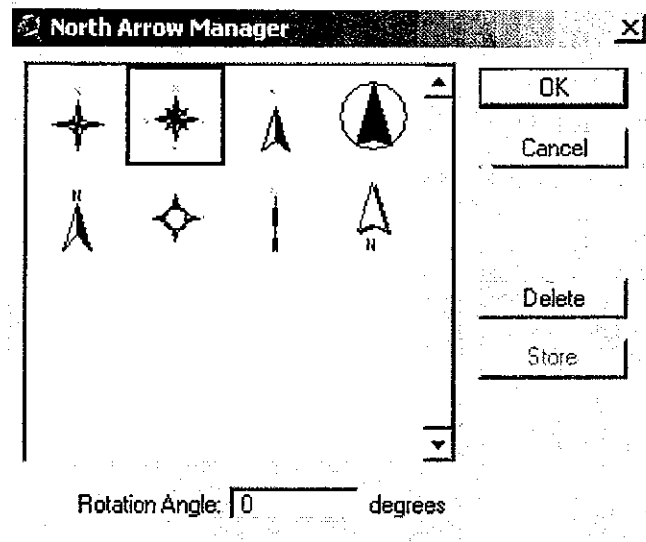 North Arrow Manager
OK
Cancel
N
N
Delete
Store
Rotation Angle: 0 degrees